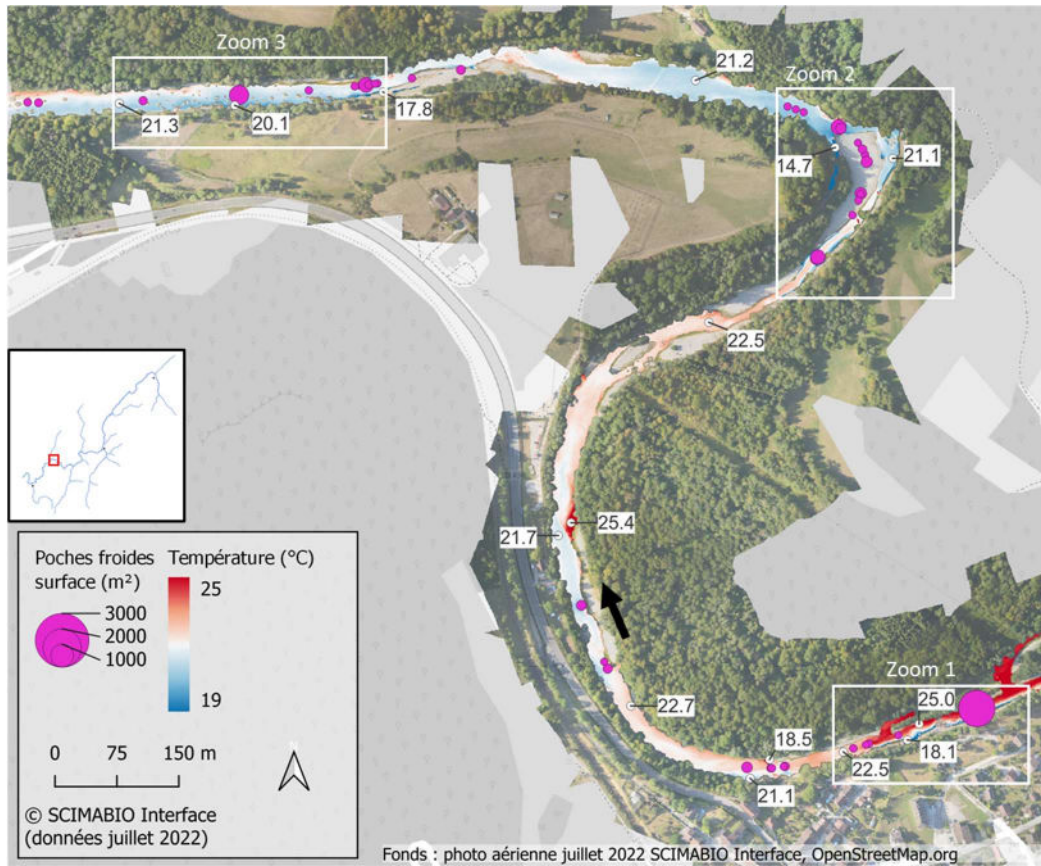 Zoom 3
21.2
Zoom 2
17.8
21.3
20.1
14.7
21.1
22.5
25.4
21.7
Zoom 1
25.0
22.7
18.5
18.1
22.5
21.1
Poches froides
surface (m²)
3000
2000
1000
Température (°C)
25
19
0 75 150 m
N
© SCIMABIO Interface
(données juillet 2022)
Fonds : photo aérienne juillet 2022 SCIMABIO Interface, OpenStreetMap.org